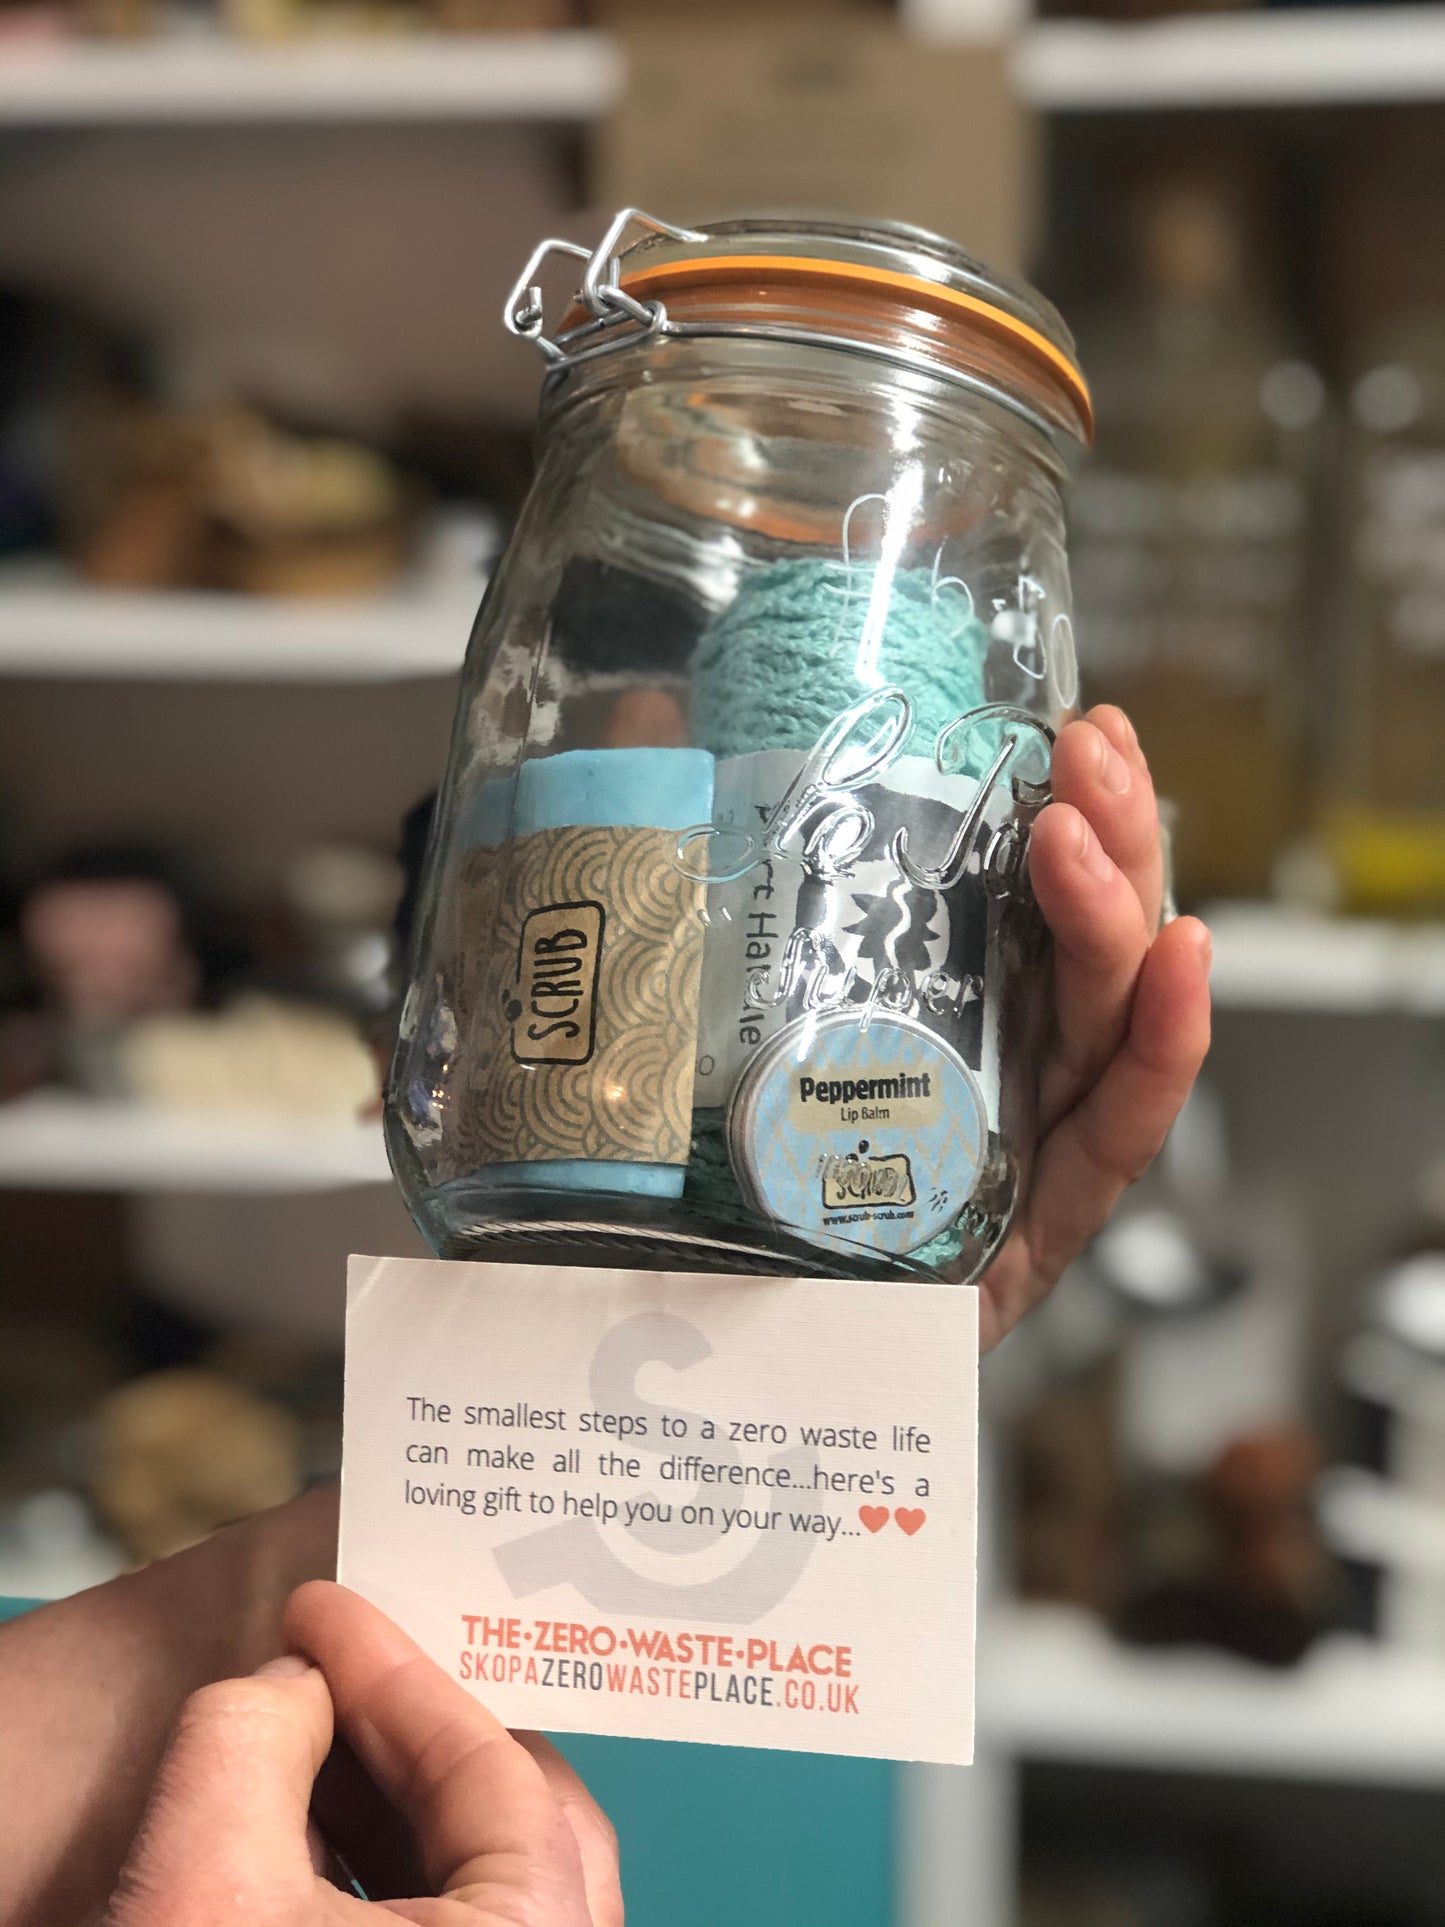 Le Pa
Super
SCRUB
Peppermint
Lip Balm
SCRUB
www.scrub-scrub.com
The smallest steps to a zero waste life
can make all the difference...here's a
loving gift to help you on your way...
THE·ZERO·WASTE·PLACE
SKOPAZEROWASTEPLACE.CO.UK